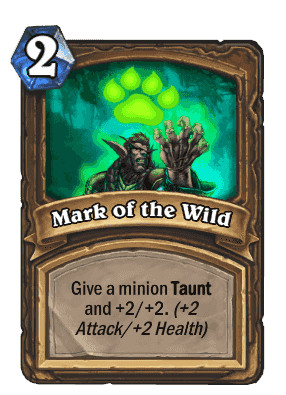 2
Mark of the Wild
Give a minion Taunt
and +2/+2. (+2
Attack/+2 Health)